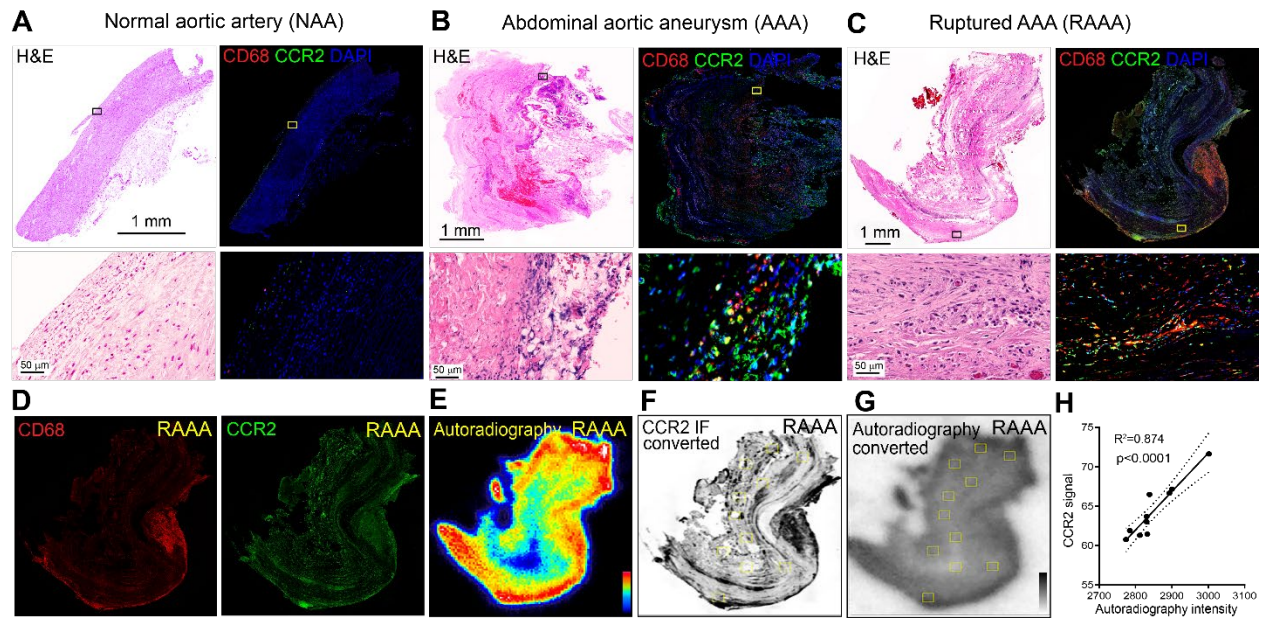 A Normal aortic artery (NAA)
H&E
CD68 CCR2 DAPI
1 mm
50 μm
B Abdominal aortic aneurysm (AAA)
H&E
CD68 CCR2 DAPI
1 mm
50 μm
C Ruptured AAA (RAAA)
H&E
CD68 CCR2 DAPI
1 mm
50 μm
D
CD68 RAAA
CCR2 RAAA
E
Autoradiography RAAA
F
CCR2 IF RAAA
converted
G
Autoradiography RAAA
converted
H
75
70
65
60
55
CCR2 signal
R²=0.874
p<0.0001
2700 2800 2900 3000 3100
Autoradiography intensity